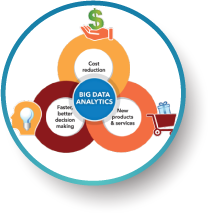 $
Cost
reduction
BIG DATA
ANALYTICS
Faster,
better
decision
making
New
products
& services